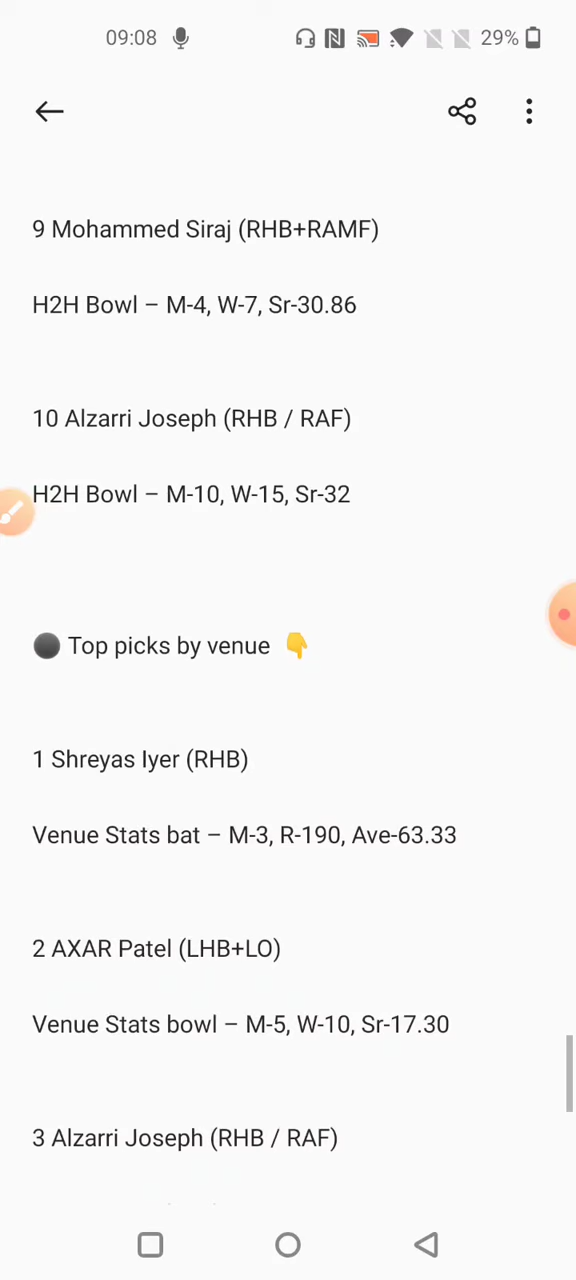 09:08
29%
9 Mohammed Siraj (RHB+RAMF)
H2H Bowl – M-4, W-7, Sr-30.86
10 Alzarri Joseph (RHB / RAF)
H2H Bowl – M-10, W-15, Sr-32
Top picks by venue
1 Shreyas Iyer (RHB)
Venue Stats bat – M-3, R-190, Ave-63.33
2 AXAR Patel (LHB+LO)
Venue Stats bowl – M-5, W-10, Sr-17.30
3 Alzarri Joseph (RHB / RAF)